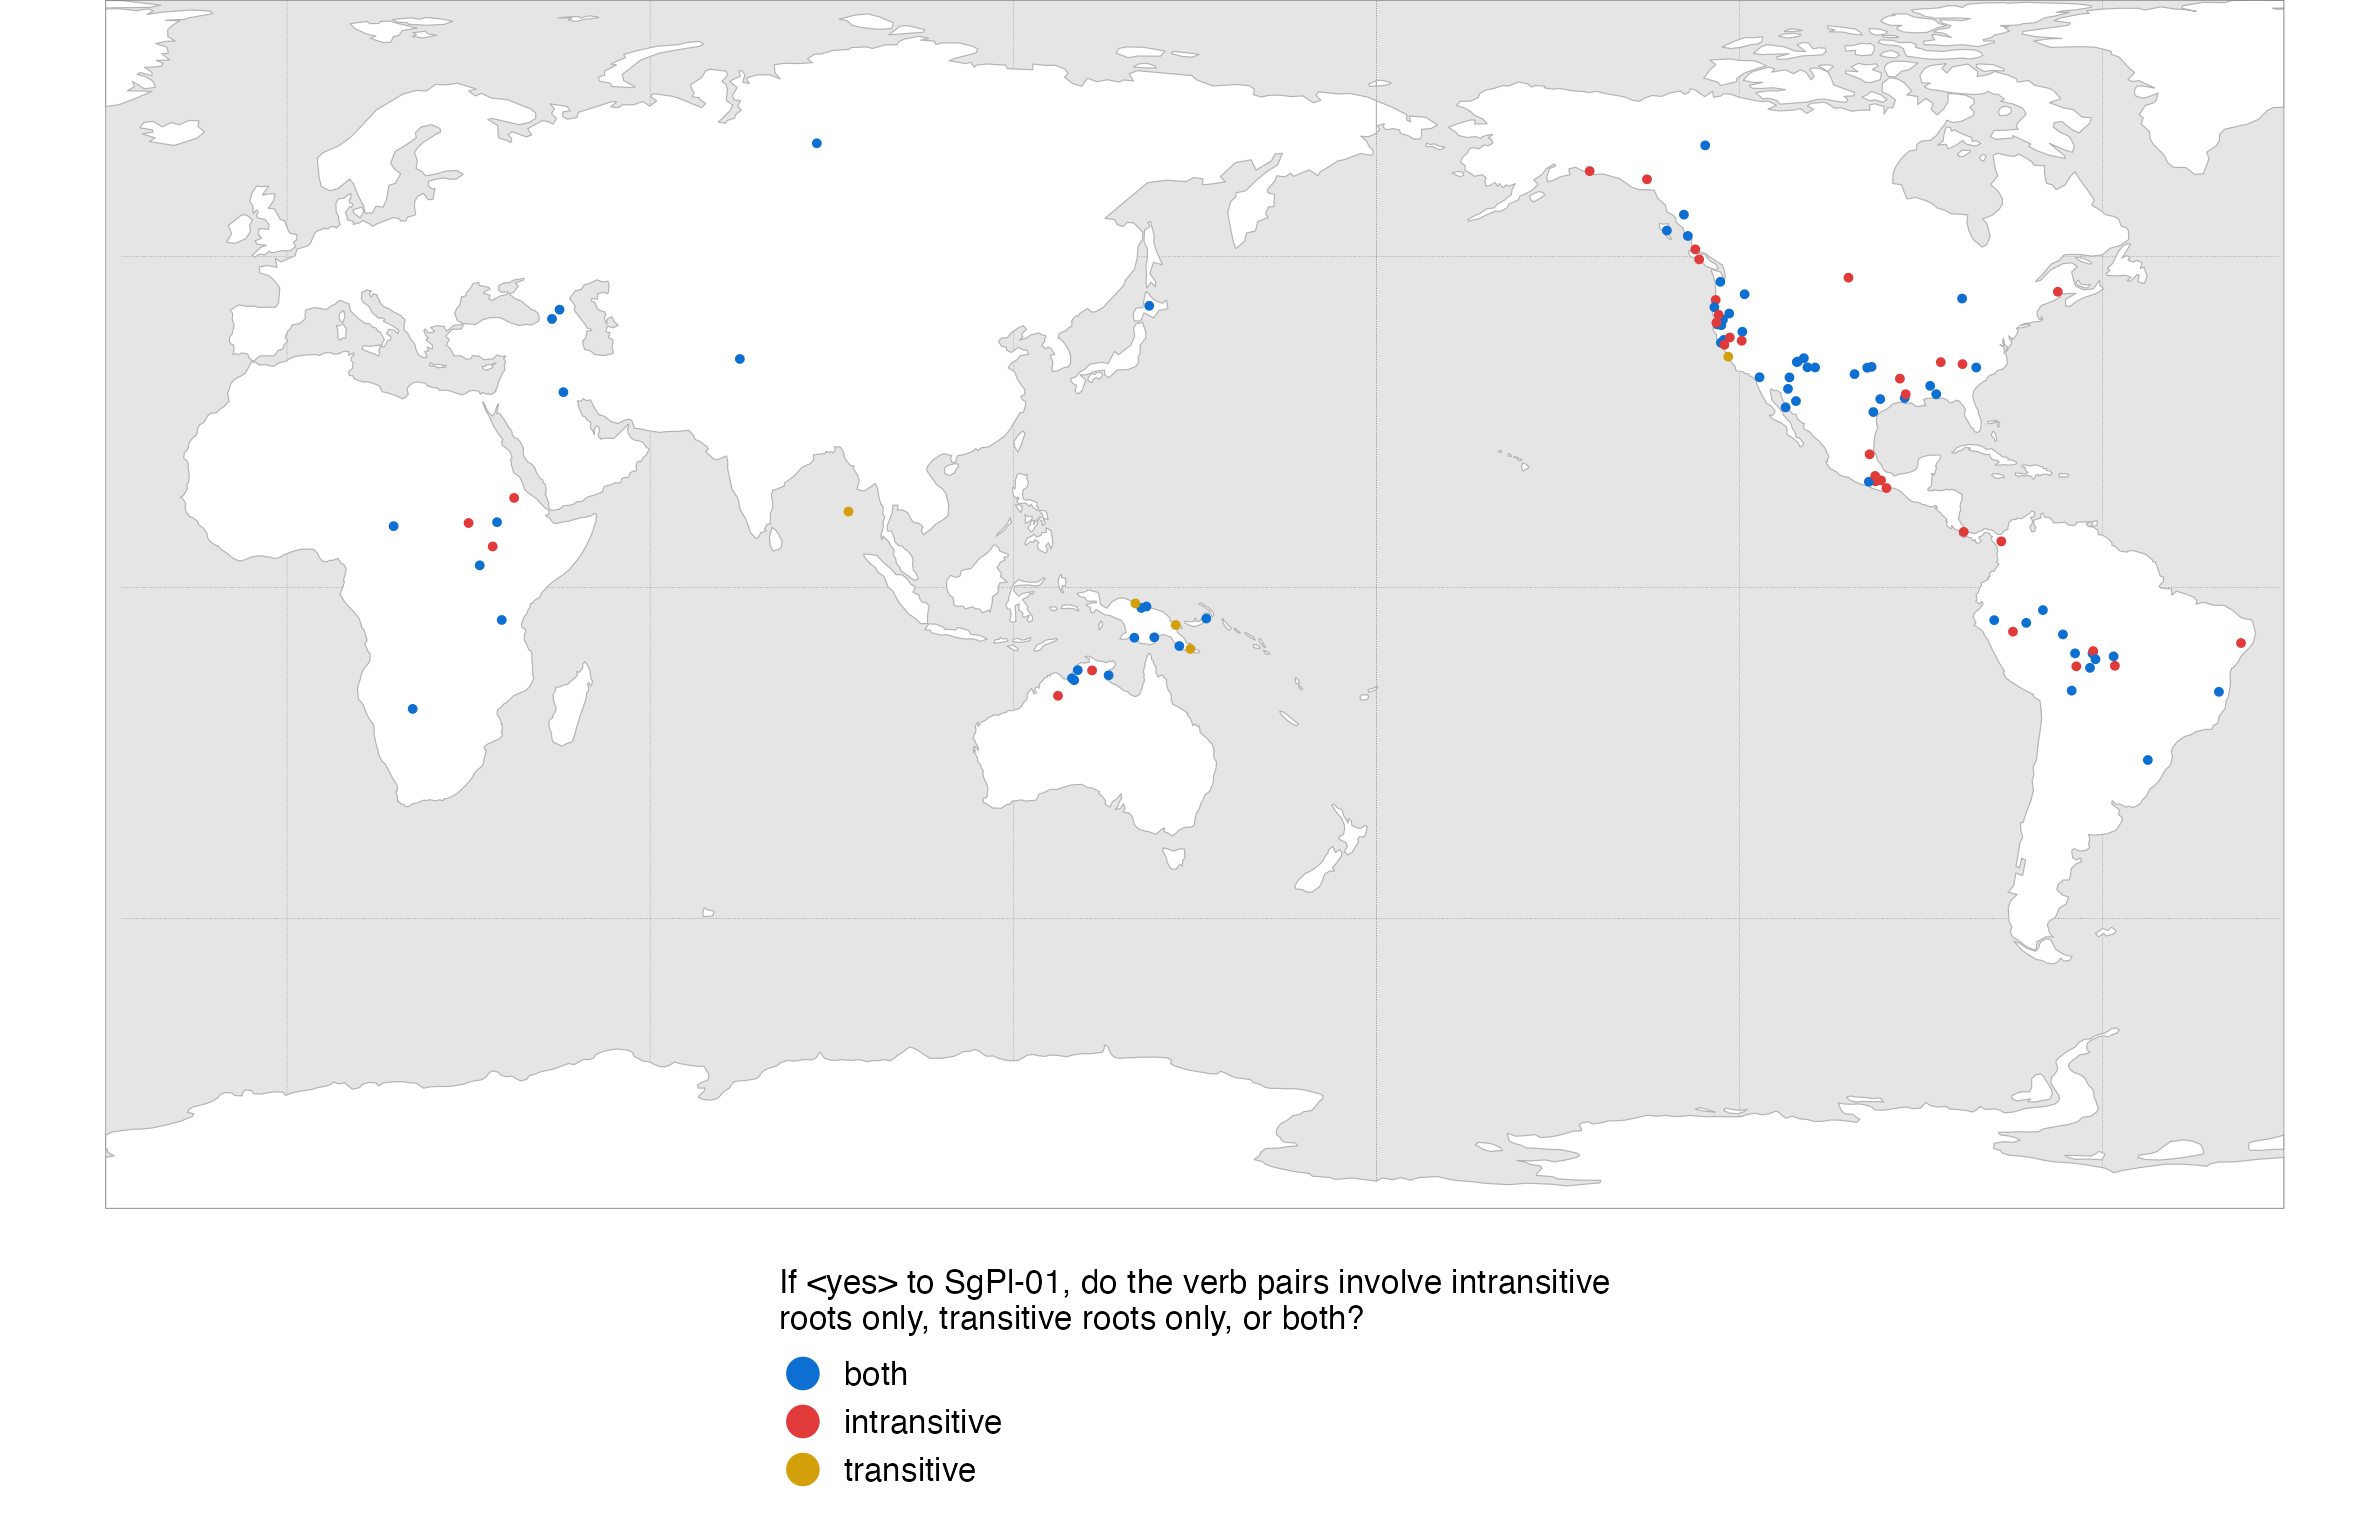 If <yes> to SgPl-01, do the verb pairs involve intransitive
roots only, transitive roots only, or both?
both
intransitive
transitive